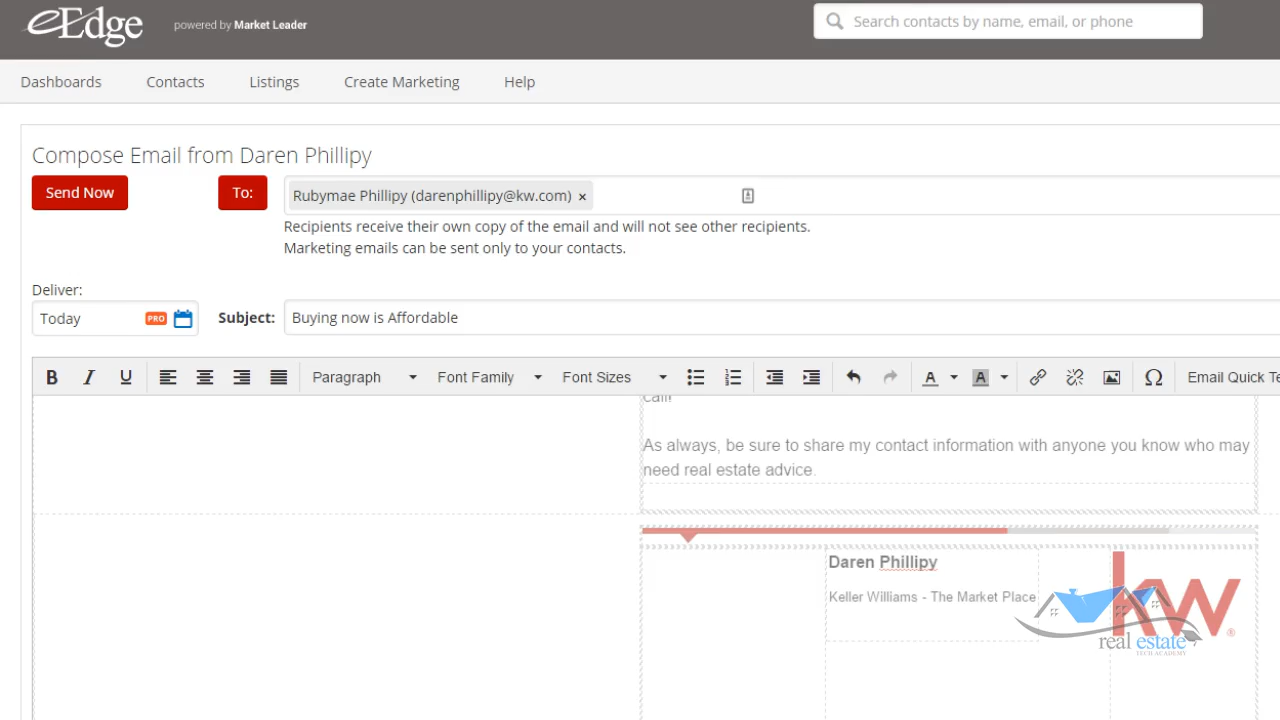 eEdge powered by Market Leader
Search contacts by name, email, or phone
Dashboards Contacts Listings Create Marketing Help
Compose Email from Daren Phillipy
Send Now To: Rubymae Phillipy (darenphillipy@kw.com) ×
Recipients receive their own copy of the email and will not see other recipients.
Marketing emails can be sent only to your contacts.
Deliver:
Today PRO Subject: Buying now is Affordable
B I U Paragraph Font Family Font Sizes A A Ω Email Quick Te
call!
As always, be sure to share my contact information with anyone you know who may
need real estate advice.
Daren Phillipy
Keller Williams - The Market Place
kw®
real estate
TECH ACADEMY